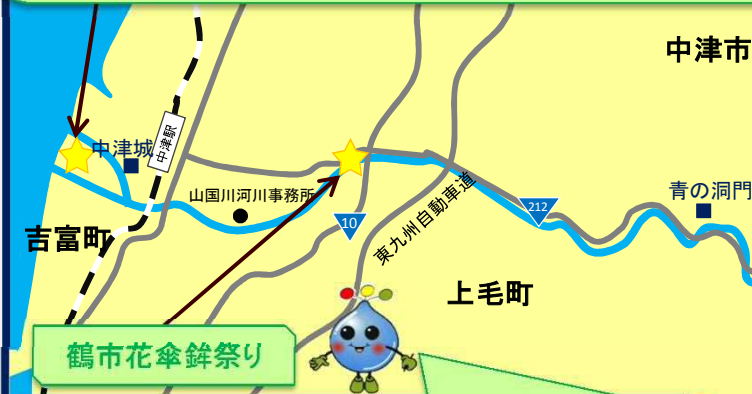 中津市
中津城
中津駅
青の洞門
山国川河川事務所
212
10
東九州自動車道
吉富町
上毛町
鶴市花傘鉾祭り